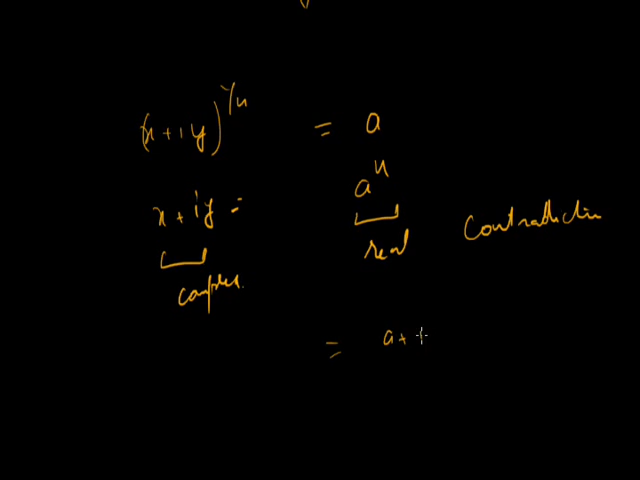 (x+iy)^1/n = a
x+iy = a^n
real Contradiction
complex
= a+